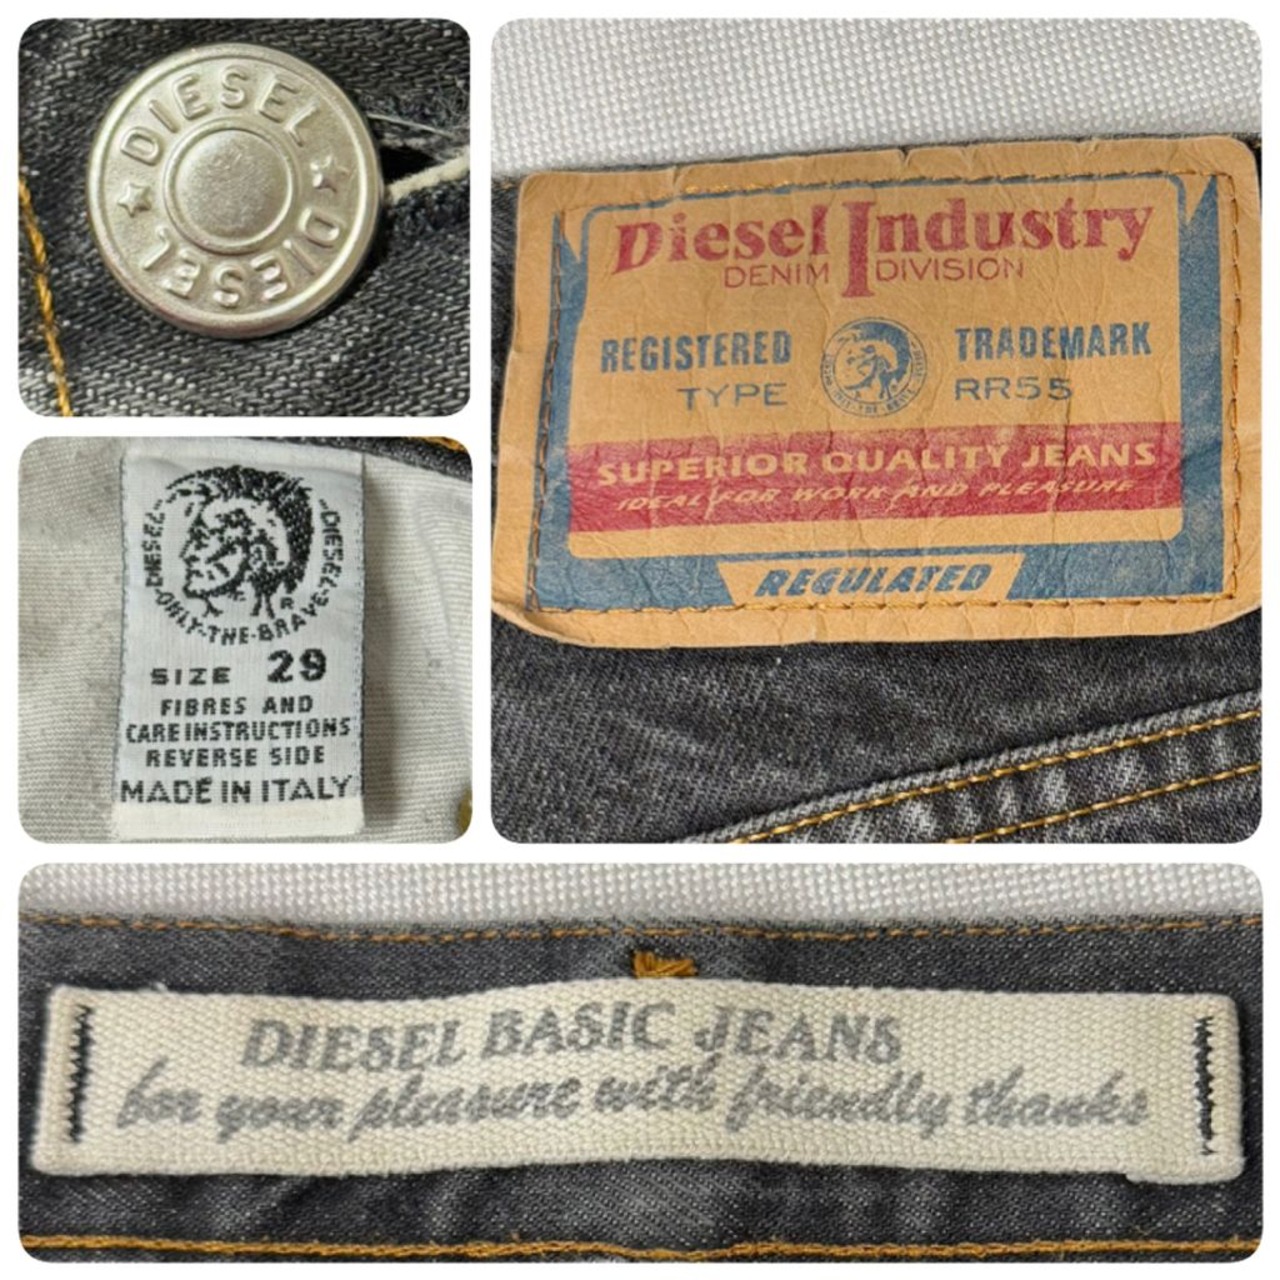 DIESEL
DIESEL
Diesel Industry
DENIM DIVISION
REGISTERED TRADEMARK
TYPE RR55
SUPERIOR QUALITY JEANS
IDEAL FOR WORK AND PLEASURE
REGULATED
DIESEL-ONLY-THE-BRAVE-DIESEL
R
SIZE 29
FIBRES AND
CARE INSTRUCTIONS
REVERSE SIDE
MADE IN ITALY
DIESEL BASIC JEANS
for your pleasure with friendly thanks